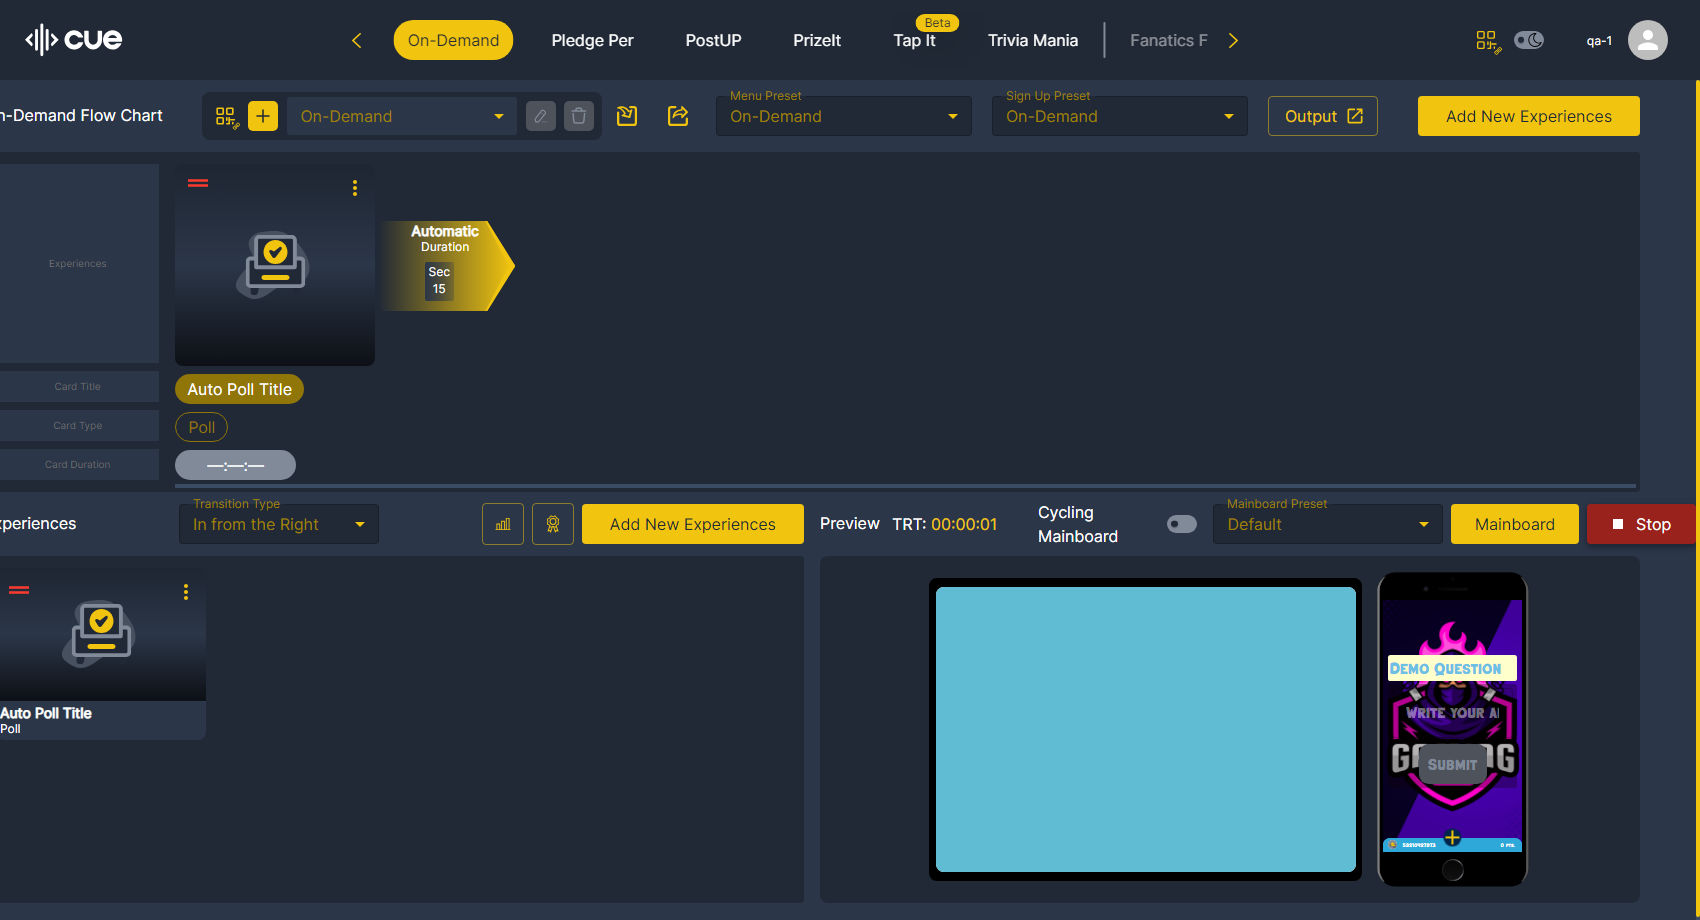 cue
On-Demand
Pledge Per
PostUP
PrizeIt
Beta
Tap It
Trivia Mania
Fanatics F
qa-1
n-Demand Flow Chart
On-Demand
Menu Preset
On-Demand
Sign Up Preset
On-Demand
Output
Add New Experiences
Experiences
Automatic
Duration
Sec
15
Card Title
Auto Poll Title
Card Type
Poll
Card Duration
—:—:—
xperiences
Transition Type
In from the Right
Add New Experiences
Preview
TRT: 00:00:01
Cycling
Mainboard
Mainboard Preset
Default
Mainboard
Stop
Auto Poll Title
Poll
Demo Question
Write your a
Submit
0 pts.